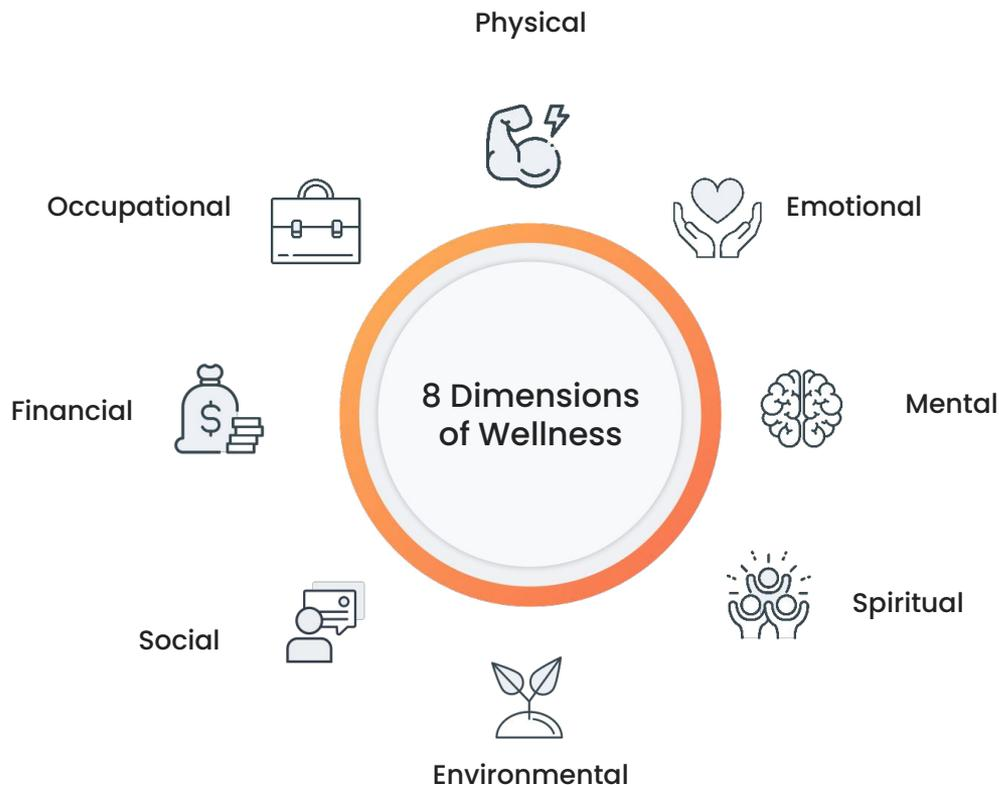 Physical
Occupational
Emotional
$
Financial
8 Dimensions
of Wellness
Mental
Spiritual
Social
Environmental